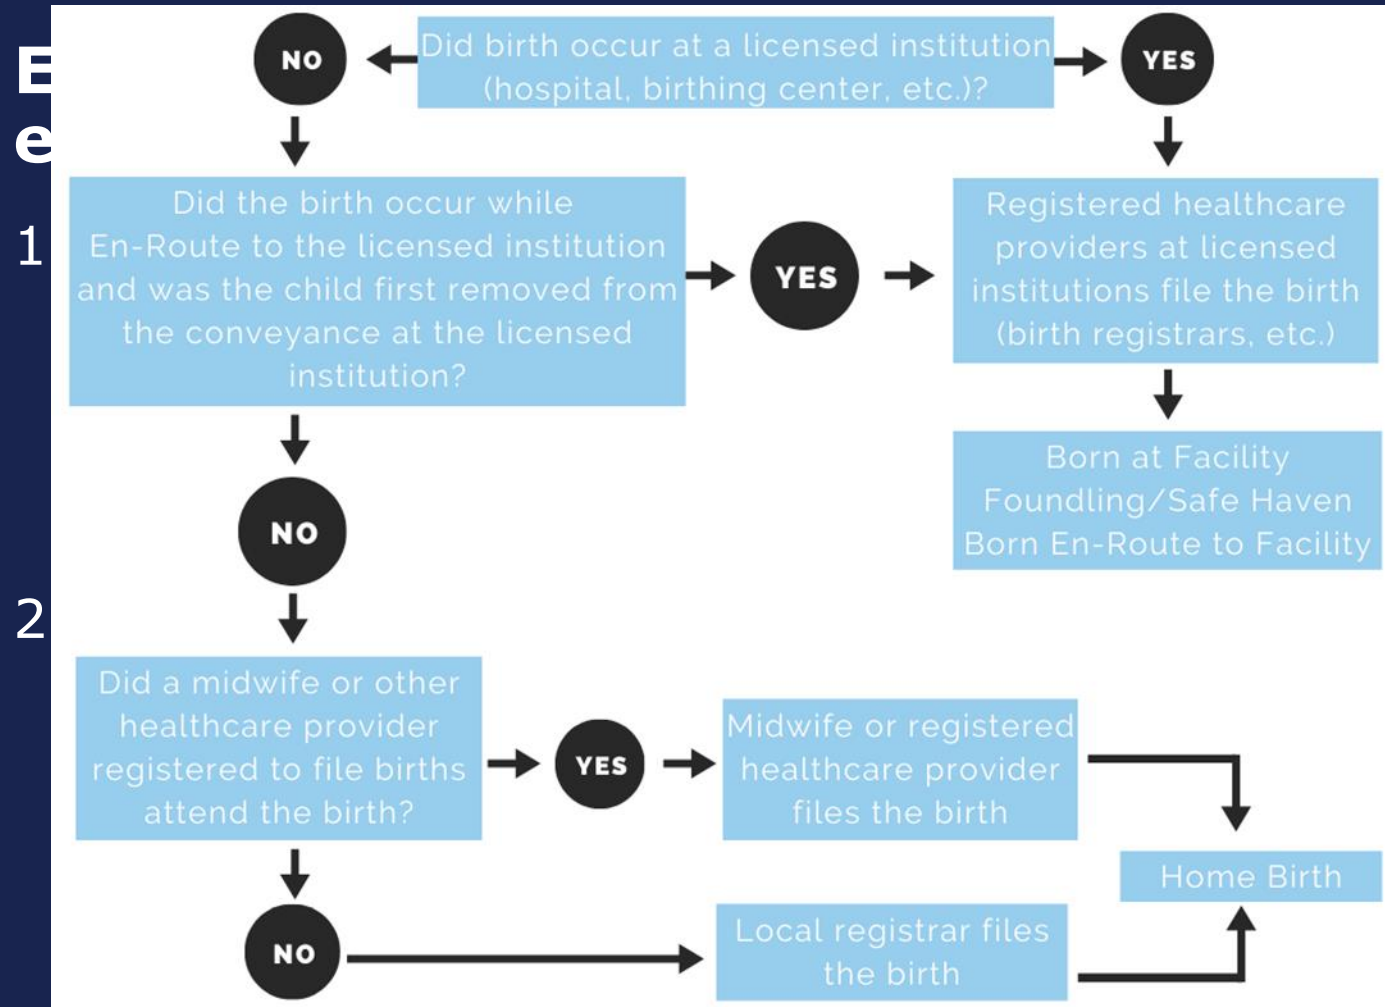 E
e
1
2
NO
Did birth occur at a licensed institution
(hospital, birthing center, etc.)?
YES
Did the birth occur while
En-Route to the licensed institution
and was the child first removed from
the conveyance at the licensed
institution?
YES
Registered healthcare
providers at licensed
institutions file the birth
(birth registrars, etc.)
Born at Facility
Foundling/Safe Haven
Born En-Route to Facility
NO
Did a midwife or other
healthcare provider
registered to file births
attend the birth?
YES
Midwife or registered
healthcare provider
files the birth
Home Birth
NO
Local registrar files
the birth